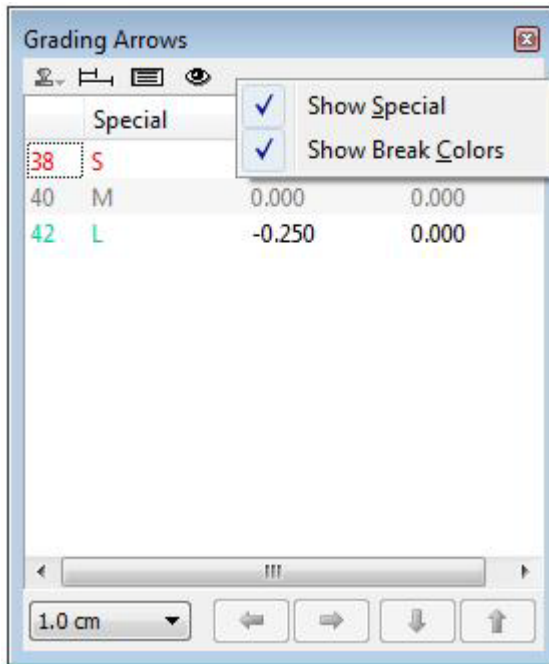 Grading Arrows
Show Special
Show Break Colors
Special
38 S
40 M 0.000 0.000
42 L -0.250 0.000
1.0 cm